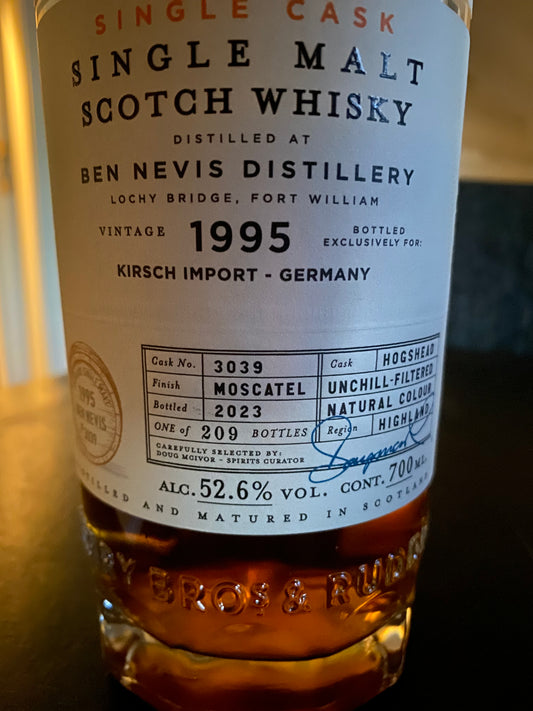 SINGLE CASK
SINGLE MALT
SCOTCH WHISKY
DISTILLED AT
BEN NEVIS DISTILLERY
LOCHY BRIDGE, FORT WILLIAM
VINTAGE 1995 BOTTLED EXCLUSIVELY FOR:
KIRSCH IMPORT - GERMANY
Cask No. 3039 Cask HOGSHEAD
Finish MOSCATEL UNCHILL-FILTERED
Bottled 2023 NATURAL COLOUR
ONE of 209 BOTTLES Region HIGHLAND
CAREFULLY SELECTED BY:
DOUG MCIVOR - SPIRITS CURATOR
1995
BEN NEVIS
ALC. 52.6% VOL. CONT. 700ML
AND MATURED IN SCOTLAND
BROS & RUDD